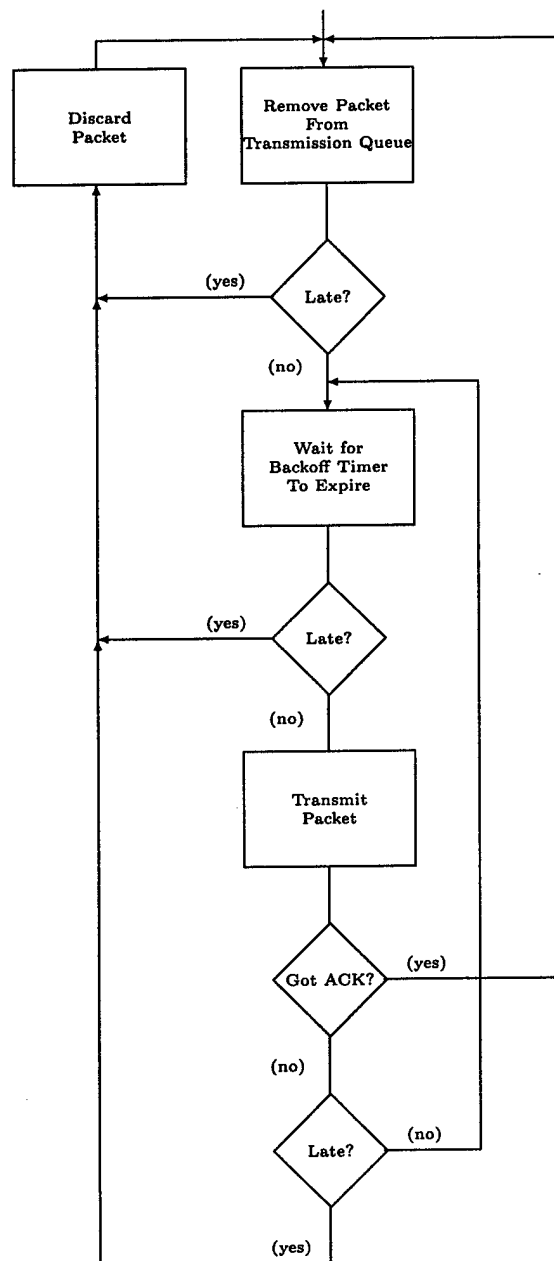 Discard
Packet
Remove Packet
From
Transmission Queue
(yes)
Late?
(no)
Wait for
Backoff Timer
To Expire
(yes)
Late?
(no)
Transmit
Packet
Got ACK?
(yes)
(no)
Late?
(no)
(yes)